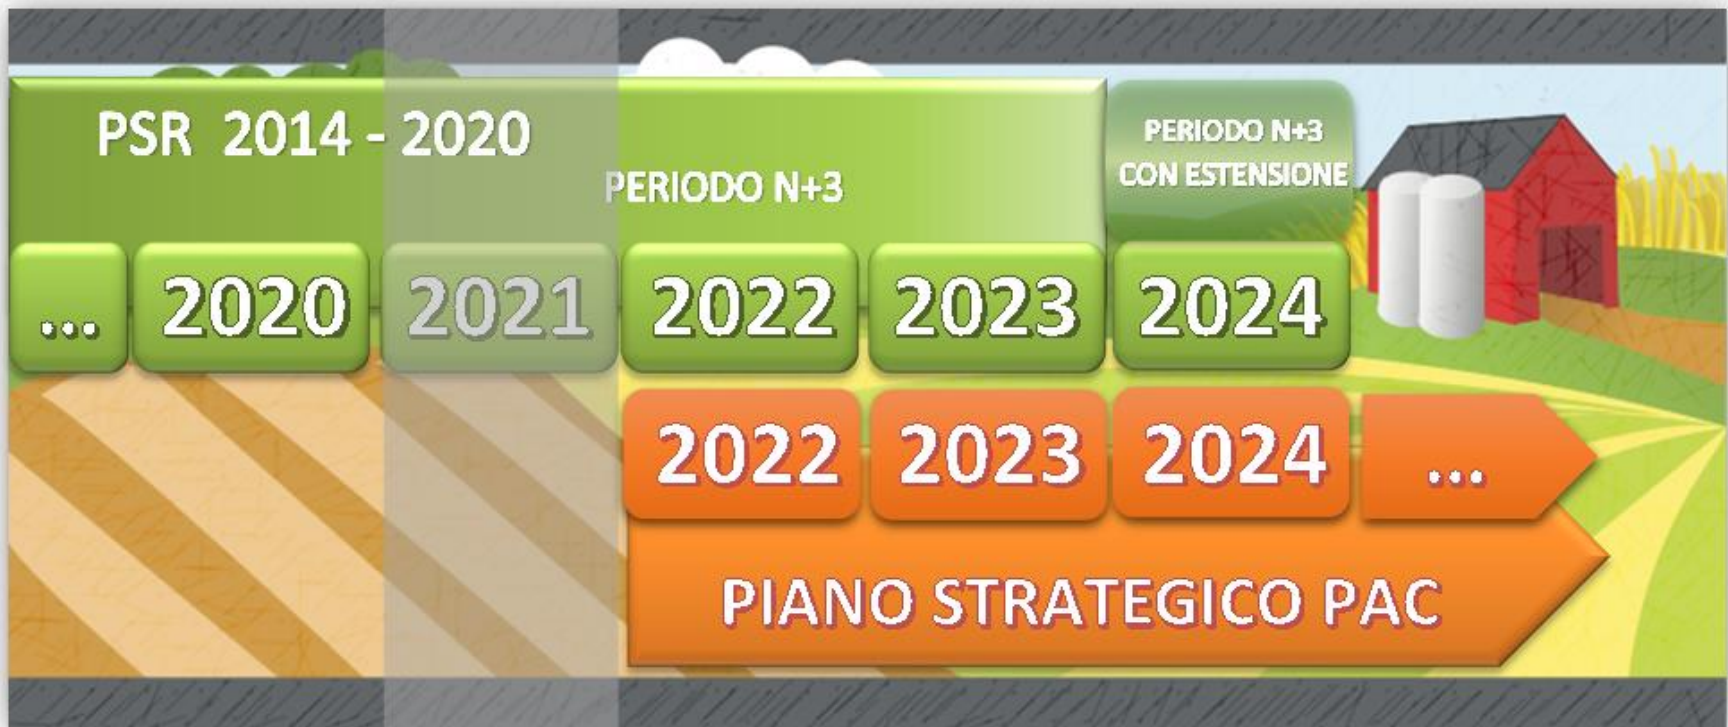 PSR 2014 - 2020
PERIODO N+3
PERIODO N+3
CON ESTENSIONE
... 2020 2021 2022 2023 2024
2022 2023 2024 ...
PIANO STRATEGICO PAC